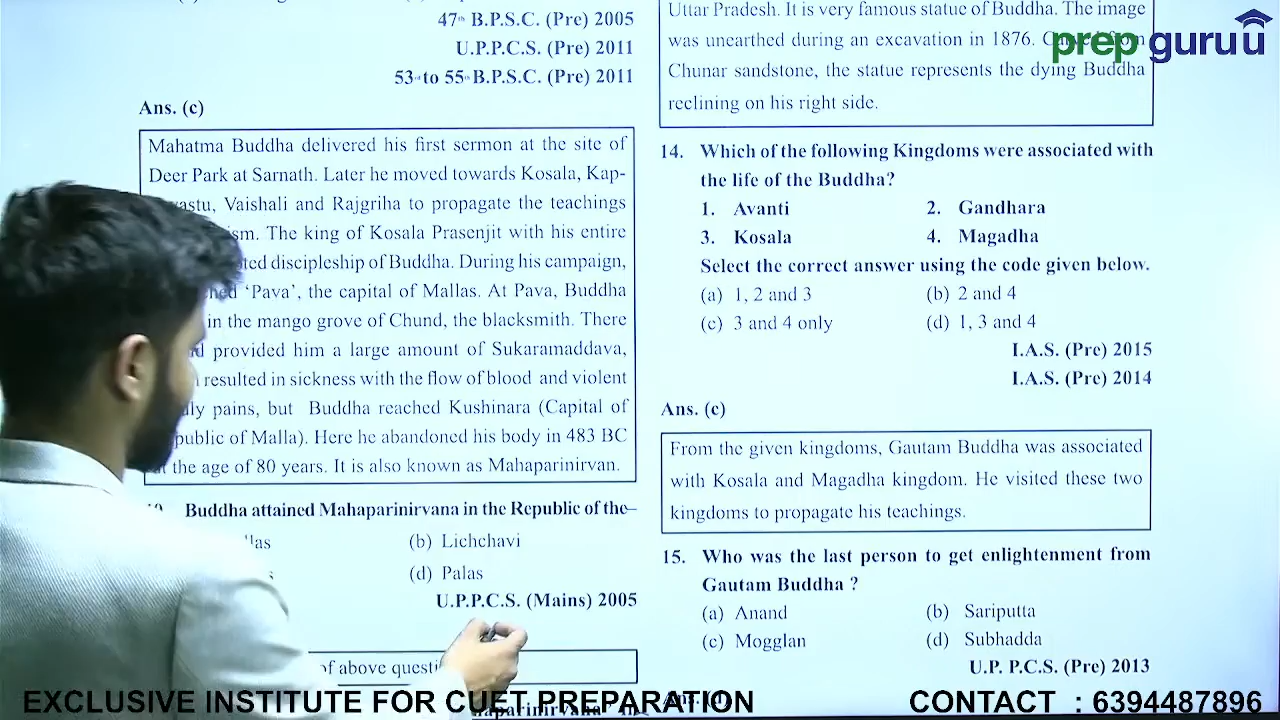 47th B.P.S.C. (Pre) 2005
U.P.P.C.S. (Pre) 2011
53rd to 55th B.P.S.C. (Pre) 2011
Ans. (c)
Mahatma Buddha delivered his first sermon at the site of
Deer Park at Sarnath. Later he moved towards Kosala, Kap-
Vaishali and Rajgriha to propagate the teachings
The king of Kosala Prasenjit with his entire
discipleship of Buddha. During his campaign,
'Pava', the capital of Mallas. At Pava, Buddha
in the mango grove of Chund, the blacksmith. There
provided him a large amount of Sukaramaddava,
resulted in sickness with the flow of blood and violent
pains, but Buddha reached Kushinara (Capital of
of Malla). Here he abandoned his body in 483 BC
the age of 80 years. It is also known as Mahaparinirvan.
Buddha attained Mahaparinirvana in the Republic of the–
(b) Lichchavi
(d) Palas
U.P.P.C.S. (Mains) 2005
of above
Uttar Pradesh. It is very famous statue of Buddha. The image
was unearthed during an excavation in 1876.
Chunar sandstone, the statue represents the dying Buddha
reclining on his right side.
14. Which of the following Kingdoms were associated with
the life of the Buddha?
1. Avanti 2. Gandhara
3. Kosala 4. Magadha
Select the correct answer using the code given below.
(a) 1, 2 and 3 (b) 2 and 4
(c) 3 and 4 only (d) 1, 3 and 4
I.A.S. (Pre) 2015
I.A.S. (Pre) 2014
Ans. (c)
From the given kingdoms, Gautam Buddha was associated
with Kosala and Magadha kingdom. He visited these two
kingdoms to propagate his teachings.
15. Who was the last person to get enlightenment from
Gautam Buddha ?
(a) Anand (b) Sariputta
(c) Mogglan (d) Subhadda
U.P. P.C.S. (Pre) 2013
prep guruu
EXCLUSIVE INSTITUTE FOR CUET PREPARATION
CONTACT : 6394487896